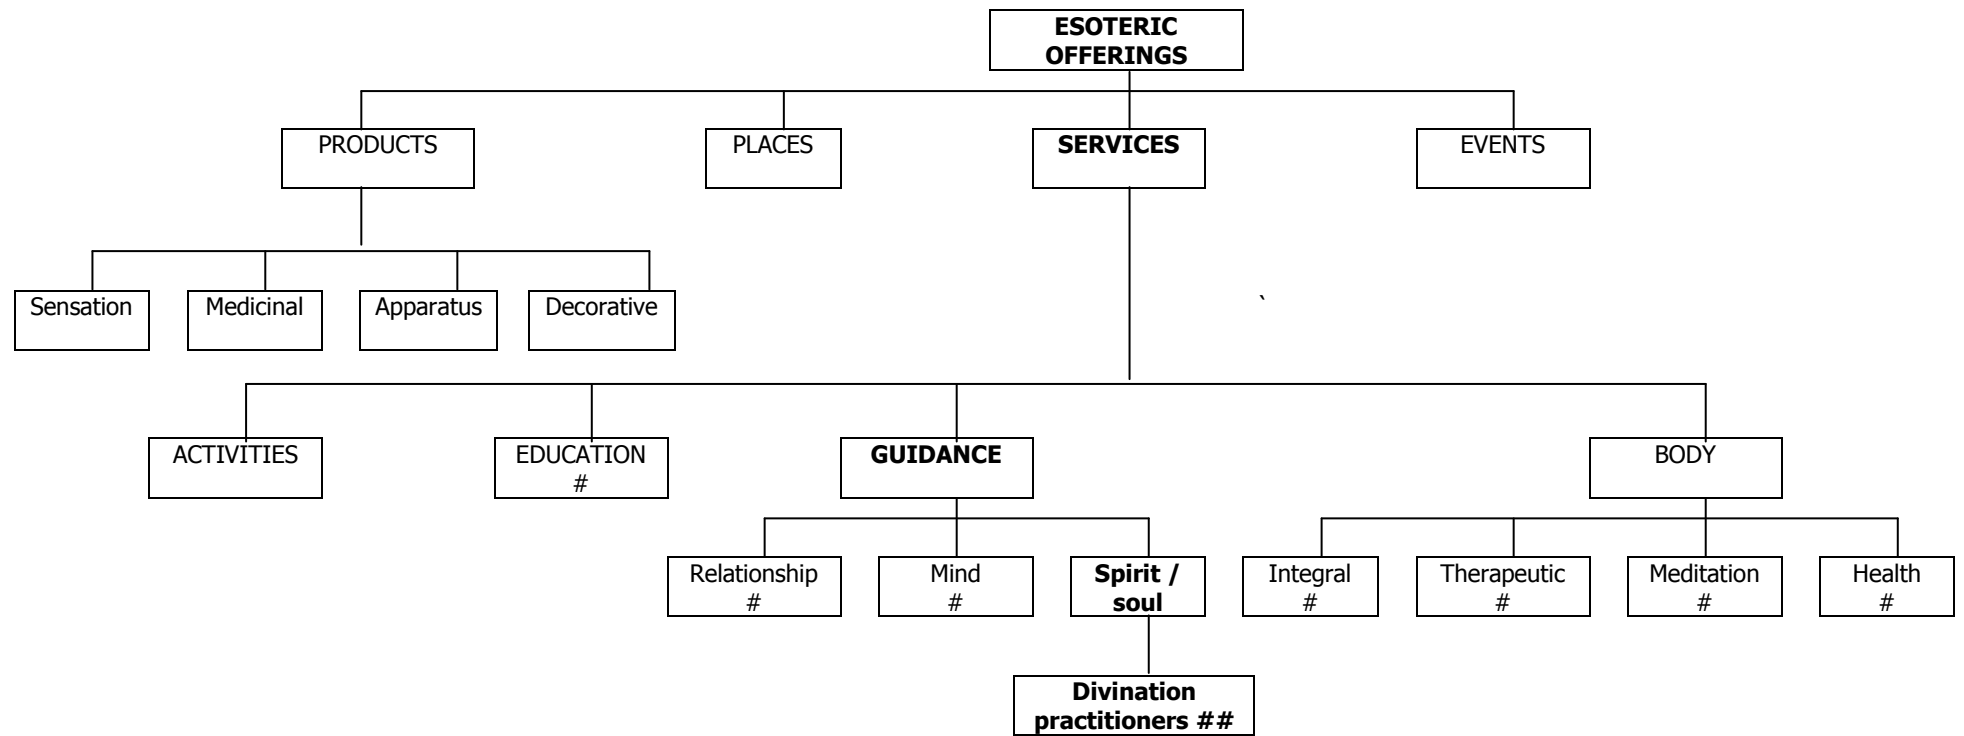 ESOTERIC
OFFERINGS
PRODUCTS
PLACES
SERVICES
EVENTS
Sensation
Medicinal
Apparatus
Decorative
`
ACTIVITIES
EDUCATION
#
GUIDANCE
BODY
Relationship
#
Mind
#
Spirit /
soul
Integral
#
Therapeutic
#
Meditation
#
Health
#
Divination
practitioners ##